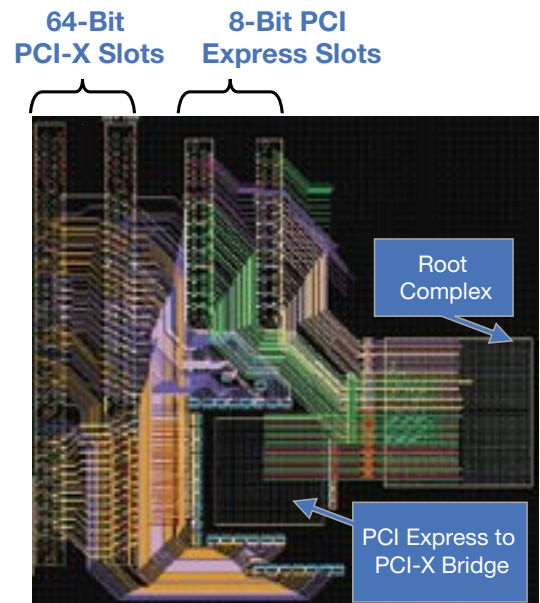 64-Bit
PCI-X Slots
8-Bit PCI
Express Slots
Root
Complex
PCI Express to
PCI-X Bridge